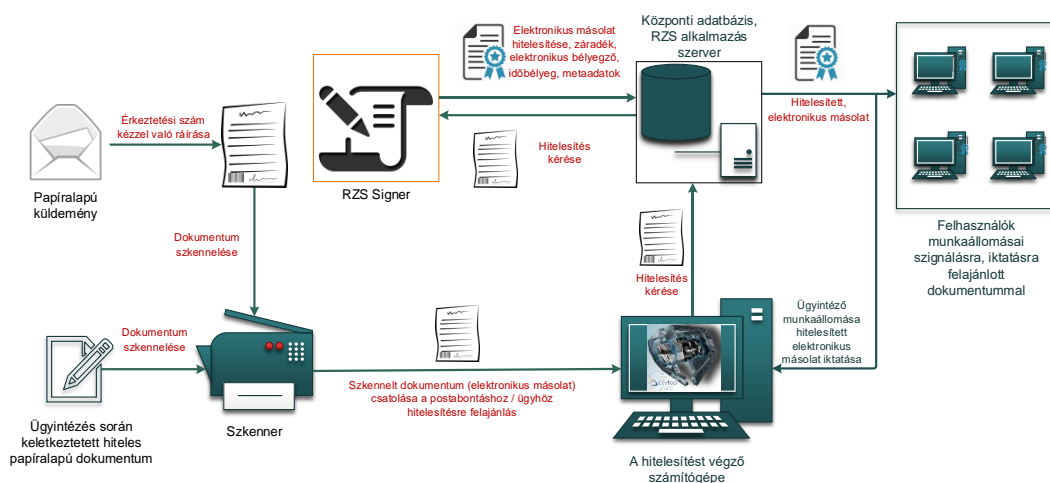 Elektronikus másolat
hitelesítése, záradék,
elektronikus bélyegző,
időbélyeg, metaadatok
Központi adatbázis,
RZS alkalmazás
szerver
Hitelesített,
elektronikus másolat
Érkeztetési szám
kézzel való ráírása
Papíralapú
küldemény
Hitelesítés
kérése
RZS Signer
Felhasználók
munkaállomásai
szignálásra, iktatásra
felajánlott
dokumentummal
Dokumentum
szkennelése
Hitelesítés
kérése
Ügyintéző
munkaállomása
hitelesített
elektronikus
másolat iktatása
Dokumentum
szkennelése
Szkennelt dokumentum (elektronikus másolat)
csatolása a postabontáshoz / ügyhöz
hitelesítésre felajánlás
Szkenner
Ügyintézés során
keletkeztetett hiteles
papíralapú dokumentum
A hitelesítést végző
számítógépe